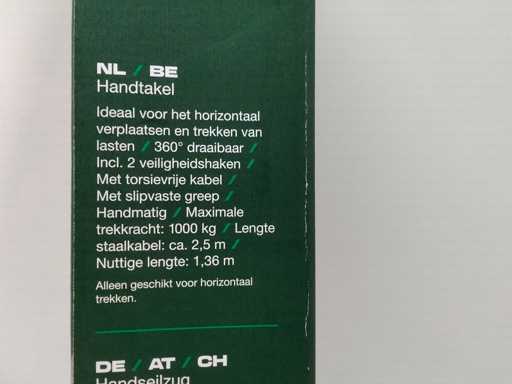 NL / BE
Handtakel
Ideaal voor het horizontaal
verplaatsen en trekken van
lasten / 360° draaibaar /
Incl. 2 veiligheidshaken /
Met torsievrije kabel /
Met slipvaste greep /
Handmatig / Maximale
trekkracht: 1000 kg / Lengte
staalkabel: ca. 2,5 m /
Nuttige lengte: 1,36 m
Alleen geschikt voor horizontaal
trekken.
DE / AT / CH
Handseilzug